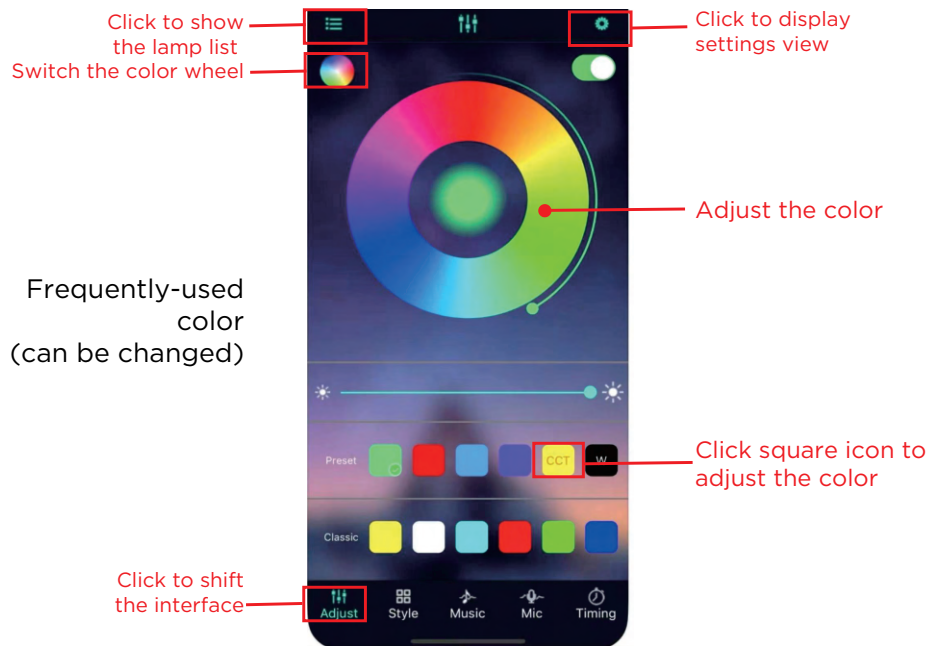 Click to show
the lamp list
Switch the color wheel
Click to display
settings view
Adjust the color
Frequently-used
color
(can be changed)
Preset
CCT
W
Click square icon to
adjust the color
Classic
Click to shift
the interface
Adjust
Style
Music
Mic
Timing